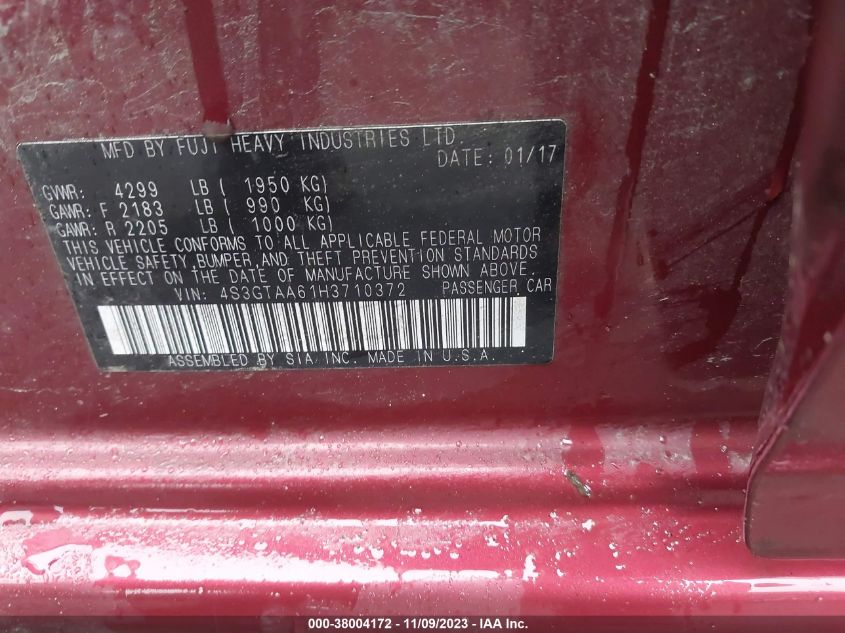 MFD BY FUJI HEAVY INDUSTRIES LTD.
DATE: 01/17
GVWR: 4299 LB ( 1950 KG)
GAWR: F 2183 LB ( 990 KG)
GAWR: R 2205 LB ( 1000 KG)
THIS VEHICLE CONFORMS TO ALL APPLICABLE FEDERAL MOTOR
VEHICLE SAFETY, BUMPER, AND THEFT PREVENTION STANDARDS
IN EFFECT ON THE DATE OF MANUFACTURE SHOWN ABOVE.
VIN: 4S3GTAA61H3710372 PASSENGER CAR
ASSEMBLED BY SIA INC. MADE IN U.S.A.
000-38004172 - 11/09/2023 - IAA Inc.